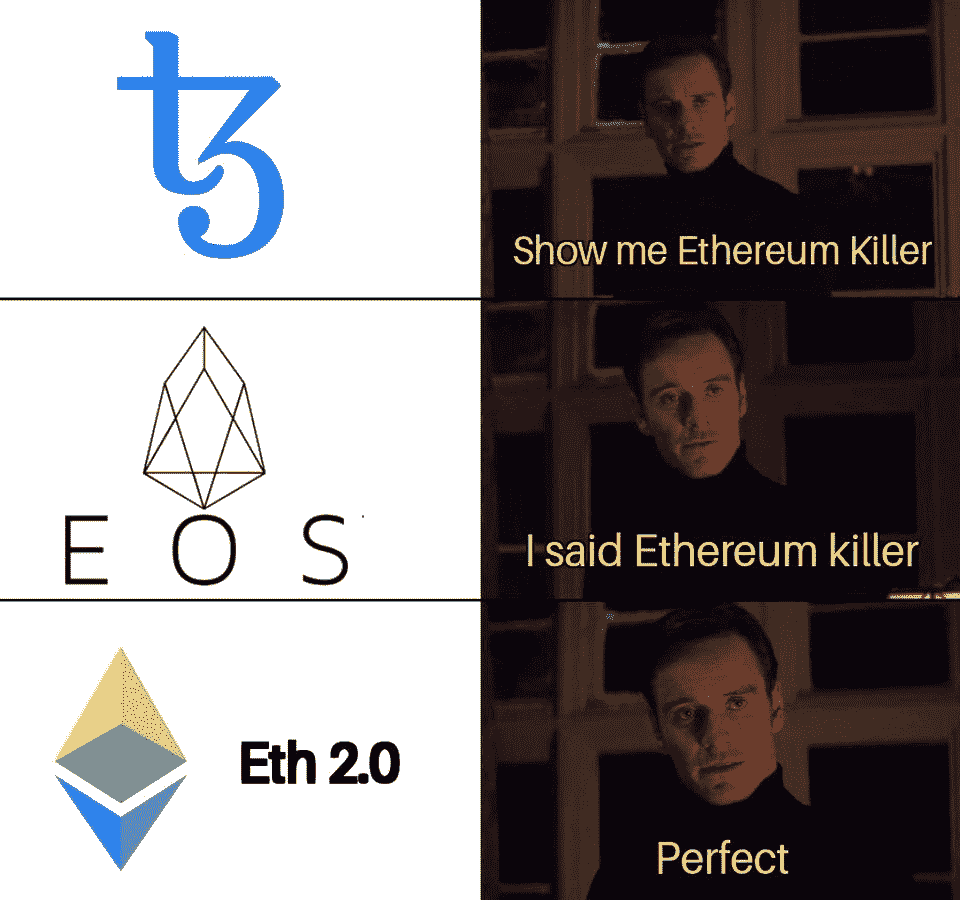 Show me Ethereum Killer
E O S
I said Ethereum killer
Eth 2.0
Perfect